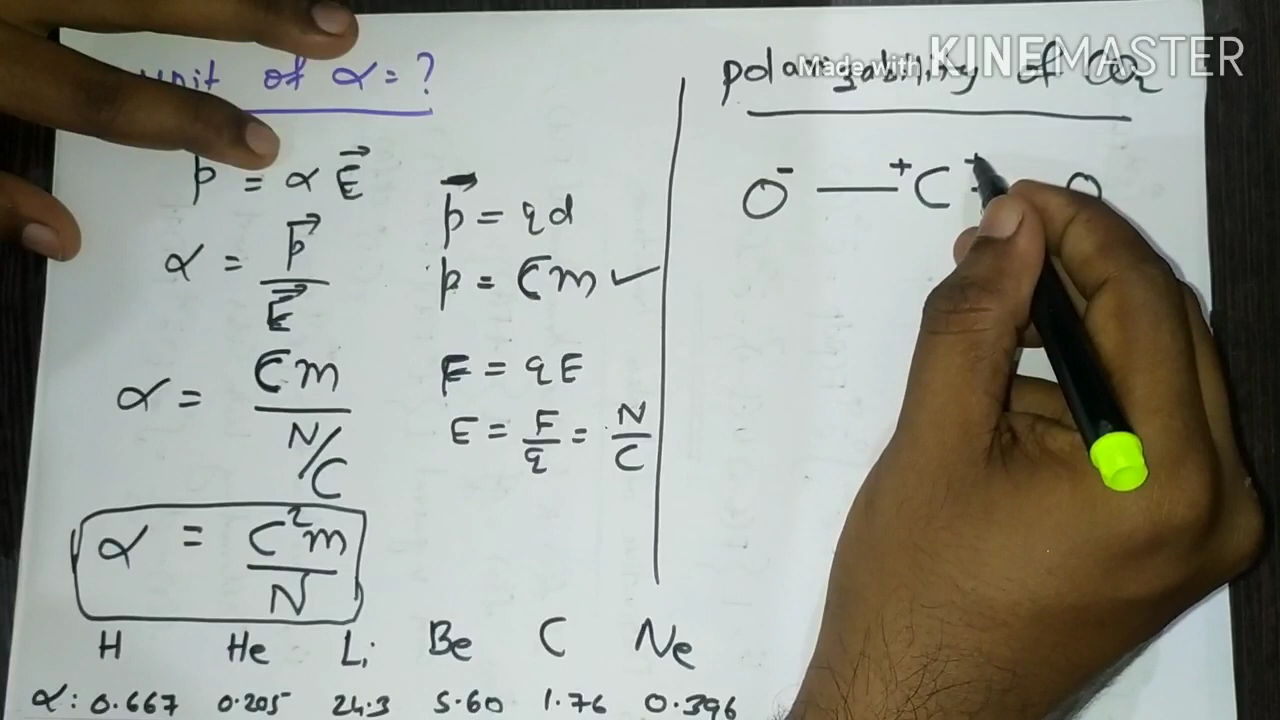 unit of α = ?
p = α E⃗
α = p⃗ / E⃗
α = Cm / N/C
α = C²m / N
p⃗ = qd
p = Cm ✓
F = qE
E = F/q = N/C
H He Li Be C Ne
α: 0.667 0.205 24.3 5.60 1.76 0.396
polarizability of CO₂
Made with KINEMASTER
O⁻ — ⁺C⁺ O